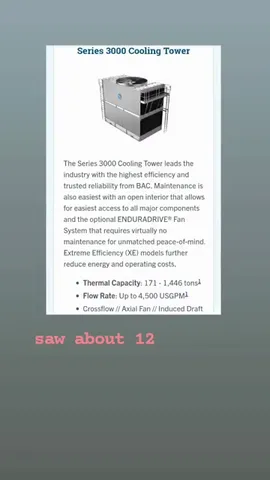 Series 3000 Cooling Tower
The Series 3000 Cooling Tower leads the
industry with the highest efficiency and
trusted reliability from BAC. Maintenance is
also easiest with an open interior that allows
for easiest access to all major components
and the optional ENDURADRIVE® Fan
System that requires virtually no
maintenance for unmatched peace-of-mind.
Extreme Efficiency (XE) models further
reduce energy and operating costs.
• Thermal Capacity: 171 - 1,446 tons¹
• Flow Rate: Up to 4,500 USGPM¹
• Crossflow // Axial Fan // Induced Draft
saw about 12